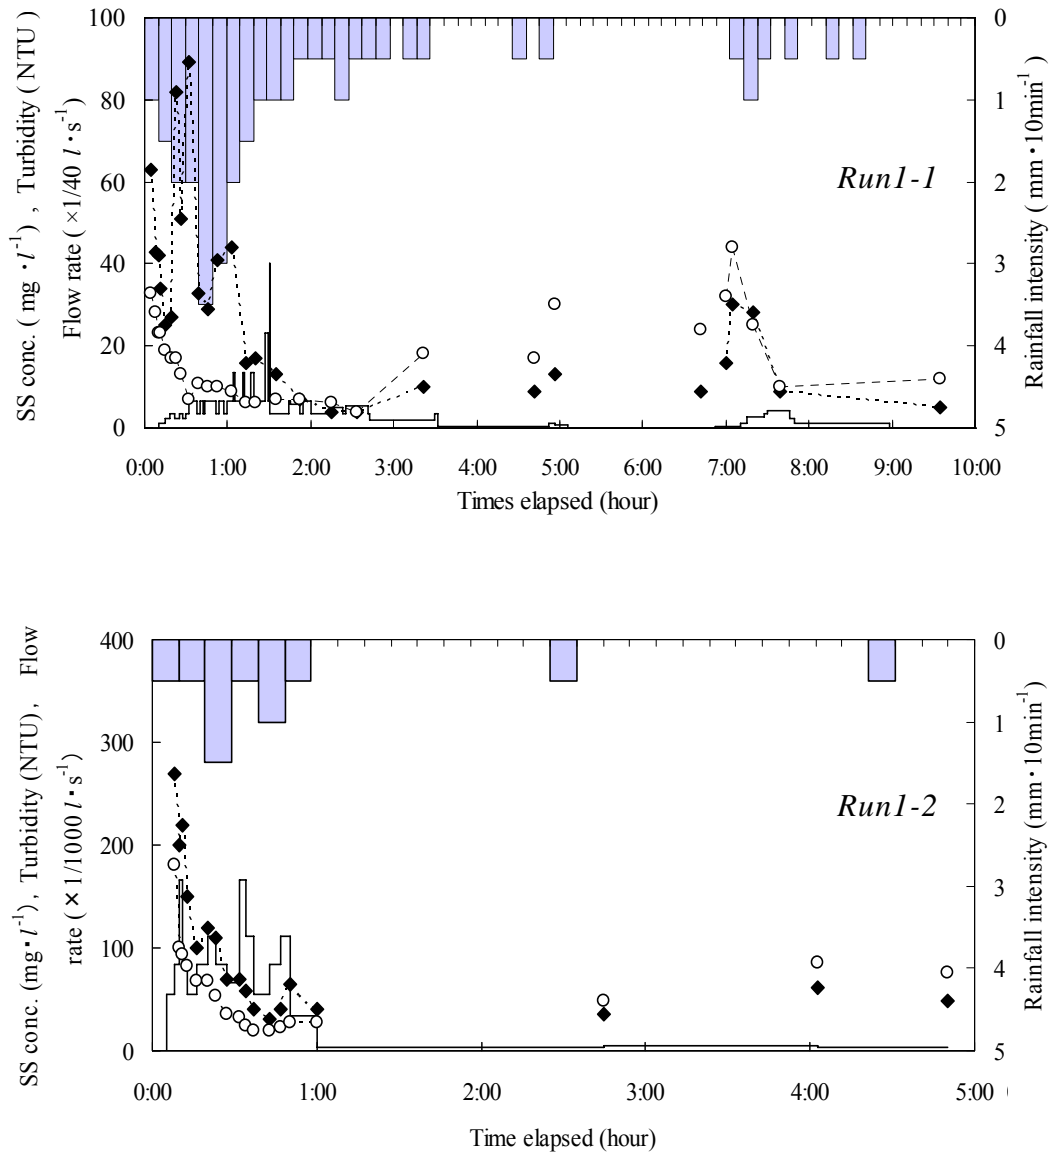 SS conc. ( mg・l⁻¹) , Turbidity ( NTU )
Flow rate ( ×1/40 l・s⁻¹)
100
80
60
40
20
0
0
1
2
3
4
5
Rainfall intensity ( mm・10min⁻¹)
Run1-1
0:00 1:00 2:00 3:00 4:00 5:00 6:00 7:00 8:00 9:00 10:00
Times elapsed (hour)
SS conc. (mg・l⁻¹) , Turbidity (NTU) , Flow
rate ( ×1/1000 l・s⁻¹)
400
300
200
100
0
0
1
2
3
4
5
Rainfall intensity (mm・10min⁻¹)
Run1-2
0:00 1:00 2:00 3:00 4:00 5:00 (
Time elapsed (hour)